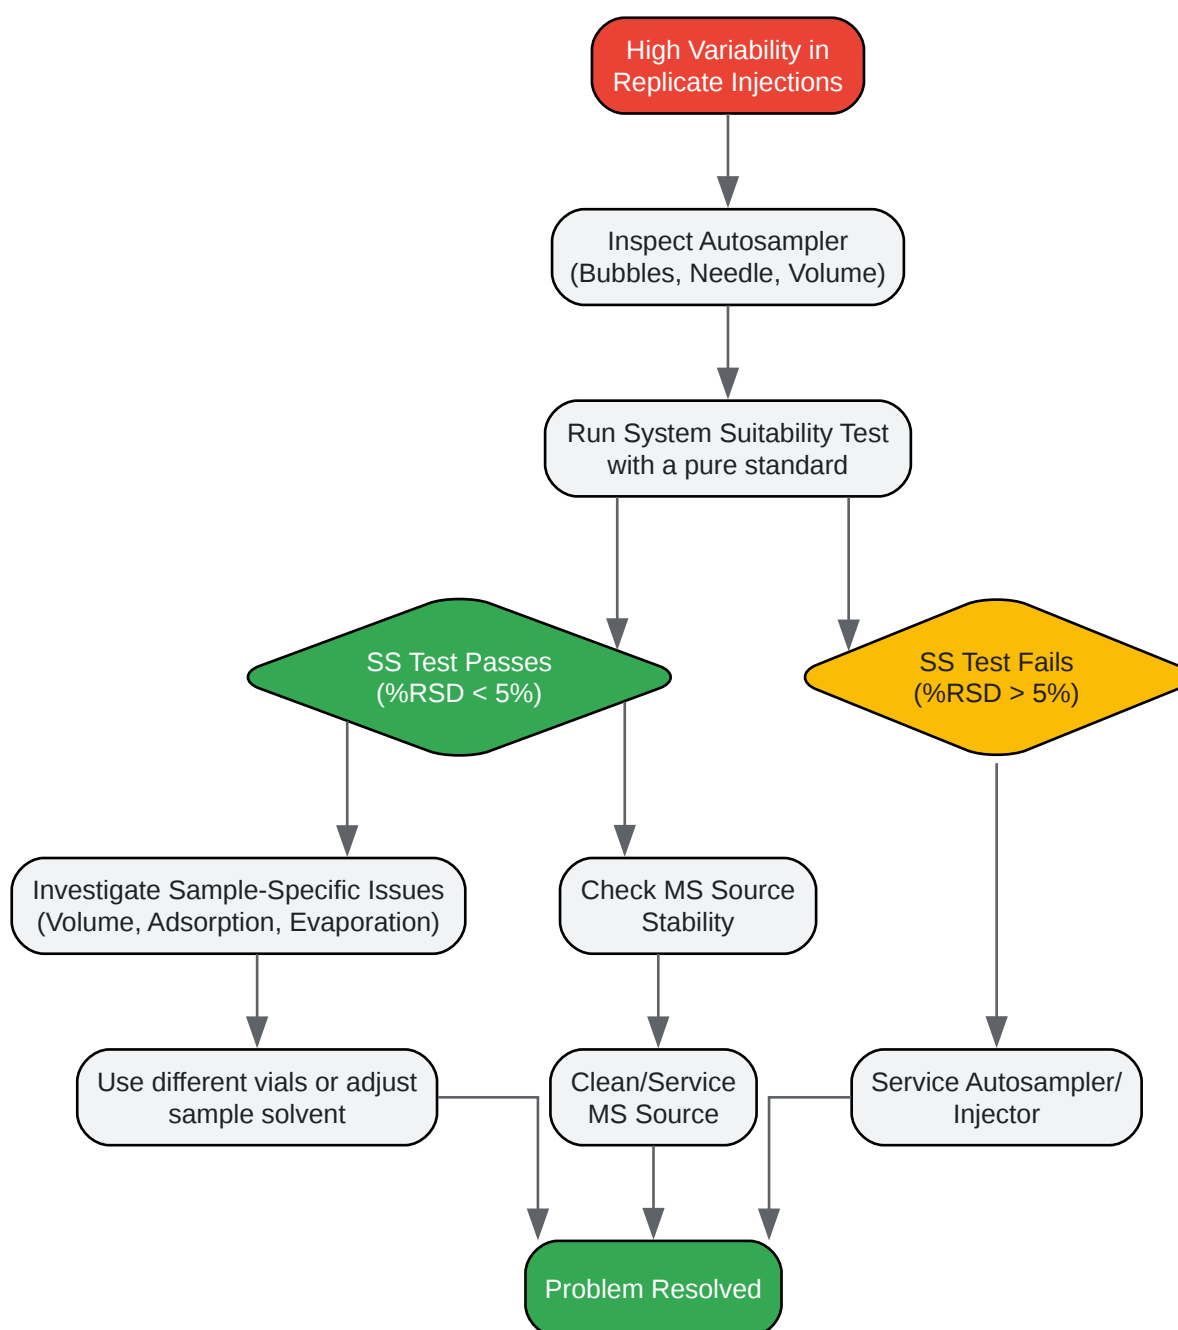 High Variability in
Replicate Injections
Inspect Autosampler
(Bubbles, Needle, Volume)
Run System Suitability Test
with a pure standard
SS Test Passes
(%RSD < 5%)
SS Test Fails
(%RSD > 5%)
Investigate Sample-Specific Issues
(Volume, Adsorption, Evaporation)
Check MS Source
Stability
Use different vials or adjust
sample solvent
Clean/Service
MS Source
Service Autosampler/
Injector
Problem Resolved